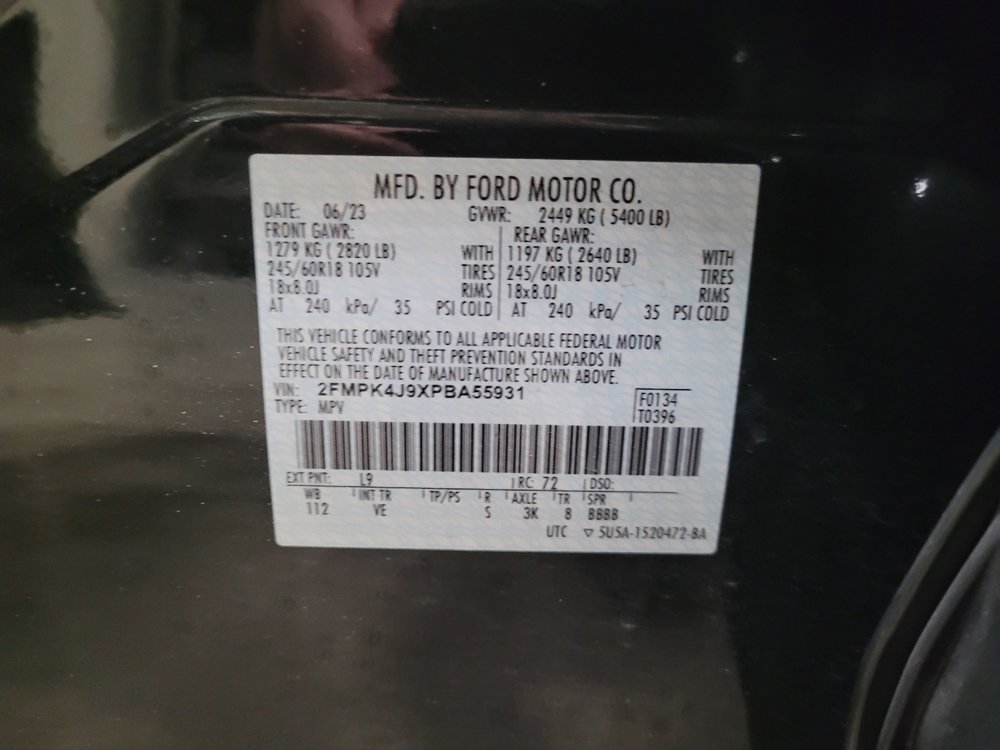 MFD. BY FORD MOTOR CO.
DATE: 06/23 GVWR: 2449 KG ( 5400 LB)
FRONT GAWR: REAR GAWR:
1279 KG ( 2820 LB) WITH 1197 KG ( 2640 LB) WITH
245/60R18 105V TIRES 245/60R18 105V TIRES
18x8.0J RIMS 18x8.0J RIMS
AT 240 kPa/ 35 PSI COLD AT 240 kPa/ 35 PSI COLD
THIS VEHICLE CONFORMS TO ALL APPLICABLE FEDERAL MOTOR
VEHICLE SAFETY AND THEFT PREVENTION STANDARDS IN
EFFECT ON THE DATE OF MANUFACTURE SHOWN ABOVE.
VIN: 2FMPK4J9XPBA55931
F0134
TYPE: MPV
T0396
EXT PNT: L9 RC: 72 DSO:
WB INT TR TP/PS R AXLE TR SPR
112 VE S 3K 8 BBBB
UTC ▽ 5U5A-1520472-BA